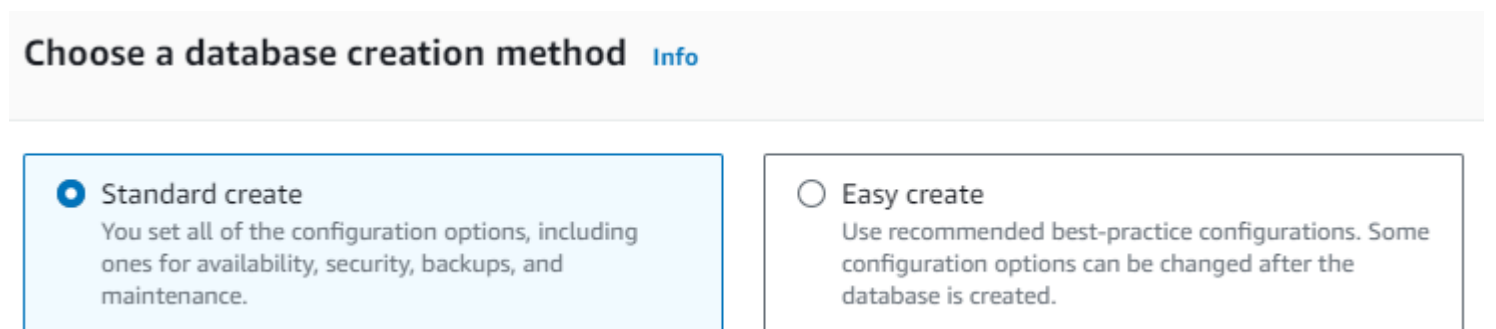 Choose a database creation method Info
Standard create
You set all of the configuration options, including
ones for availability, security, backups, and
maintenance.
Easy create
Use recommended best-practice configurations. Some
configuration options can be changed after the
database is created.